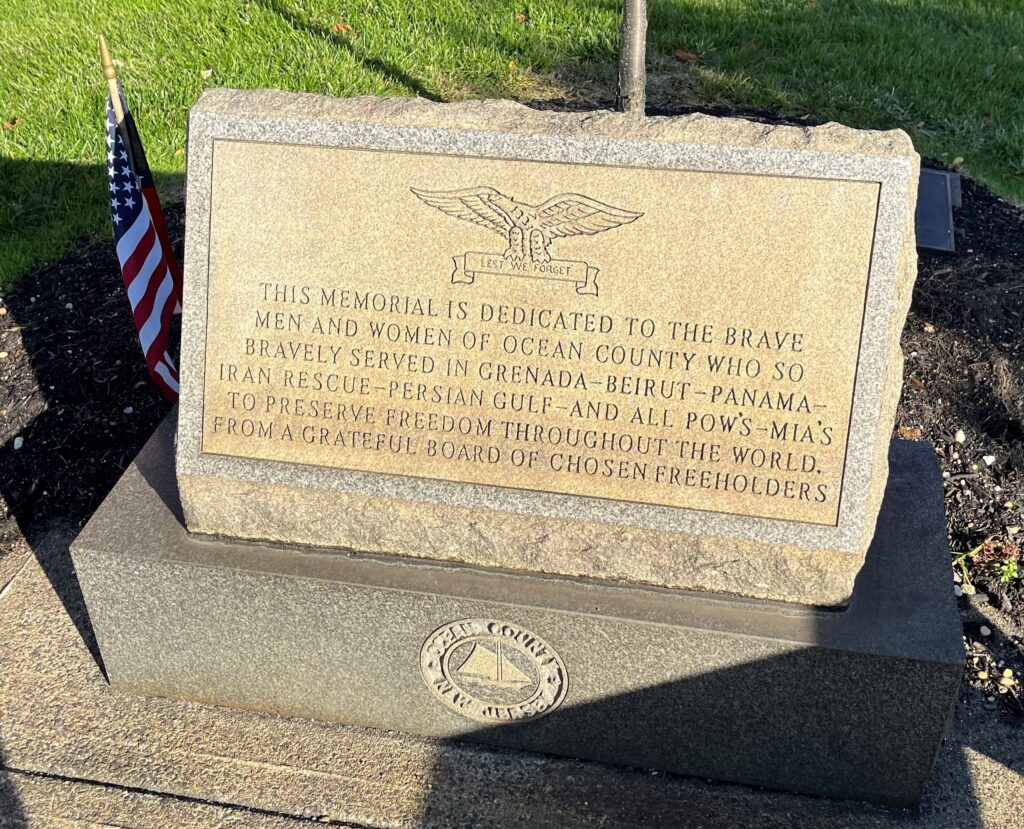 LEST WE FORGET
THIS MEMORIAL IS DEDICATED TO THE BRAVE
MEN AND WOMEN OF OCEAN COUNTY WHO SO
BRAVELY SERVED IN GRENADA–BEIRUT–PANAMA–
IRAN RESCUE–PERSIAN GULF–AND ALL POW'S–MIA'S
TO PRESERVE FREEDOM THROUGHOUT THE WORLD.
FROM A GRATEFUL BOARD OF CHOSEN FREEHOLDERS
OCEAN COUNTY
NEW JERSEY